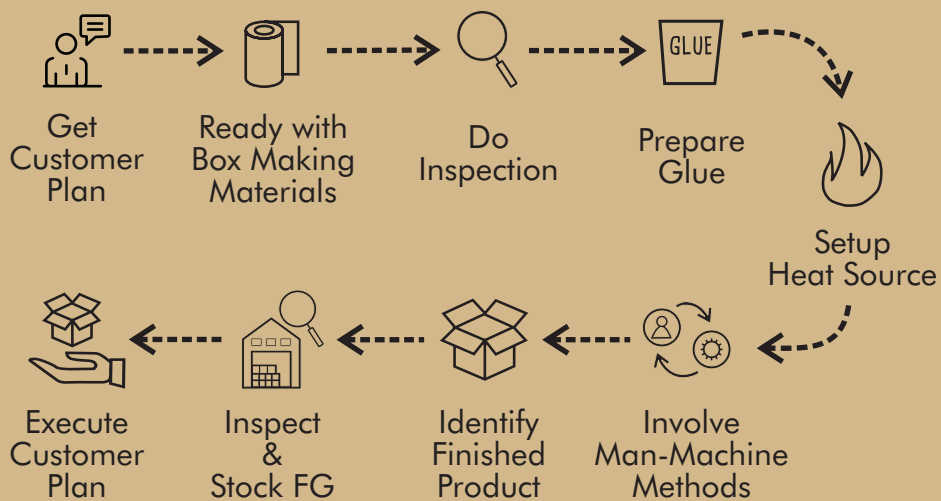 Get
Customer
Plan
Ready with
Box Making
Materials
Do
Inspection
GLUE
Prepare
Glue
Setup
Heat Source
Involve
Man-Machine
Methods
Identify
Finished
Product
Inspect
&
Stock FG
Execute
Customer
Plan